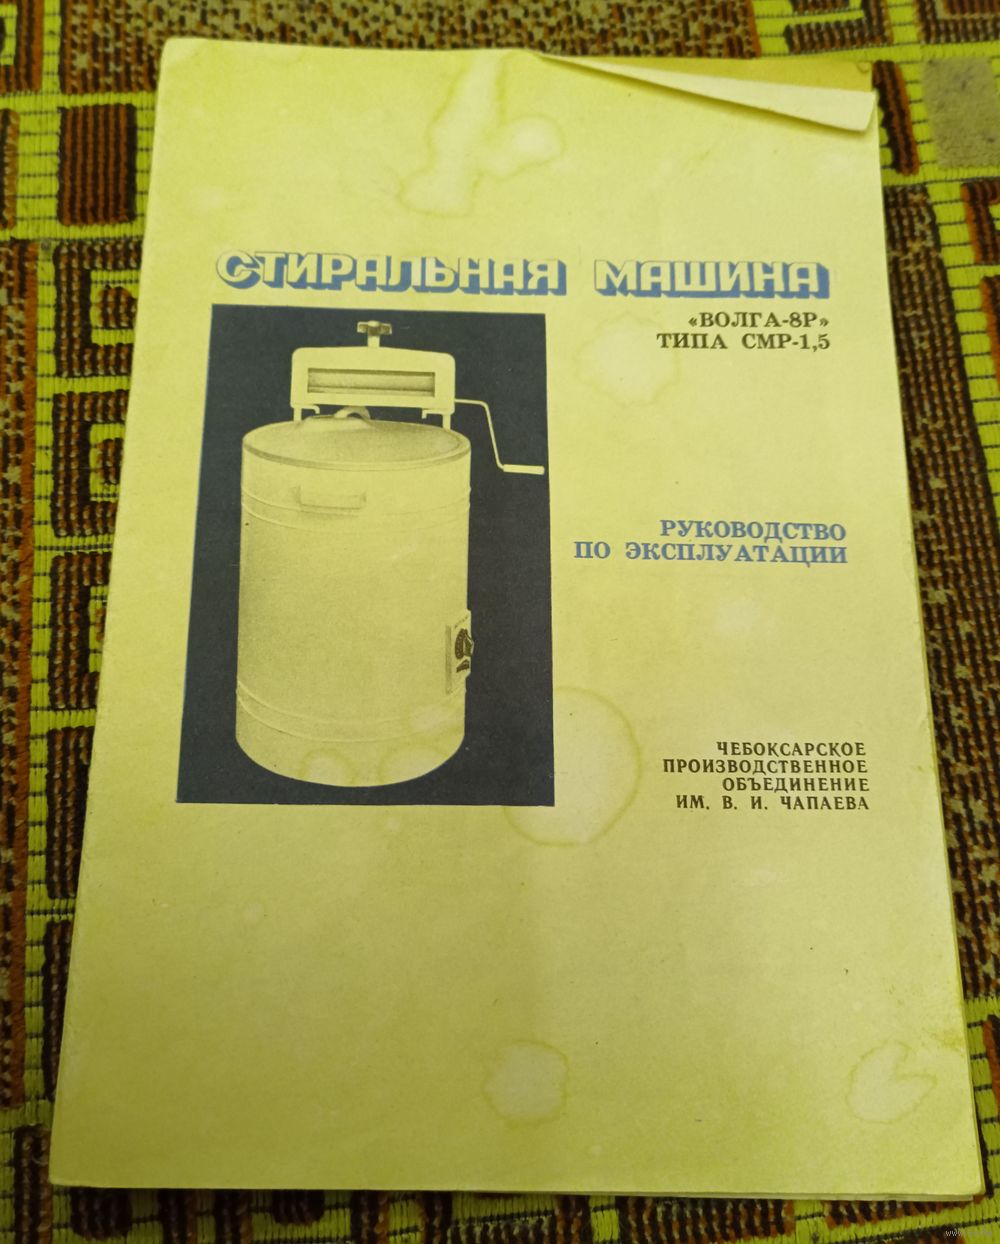 СТИРАЛЬНАЯ МАШИНА
«ВОЛГА-8Р»
ТИПА СМР-1,5
РУКОВОДСТВО
ПО ЭКСПЛУАТАЦИИ
ЧЕБОКСАРСКОЕ
ПРОИЗВОДСТВЕННОЕ
ОБЪЕДИНЕНИЕ
ИМ. В. И. ЧАПАЕВА